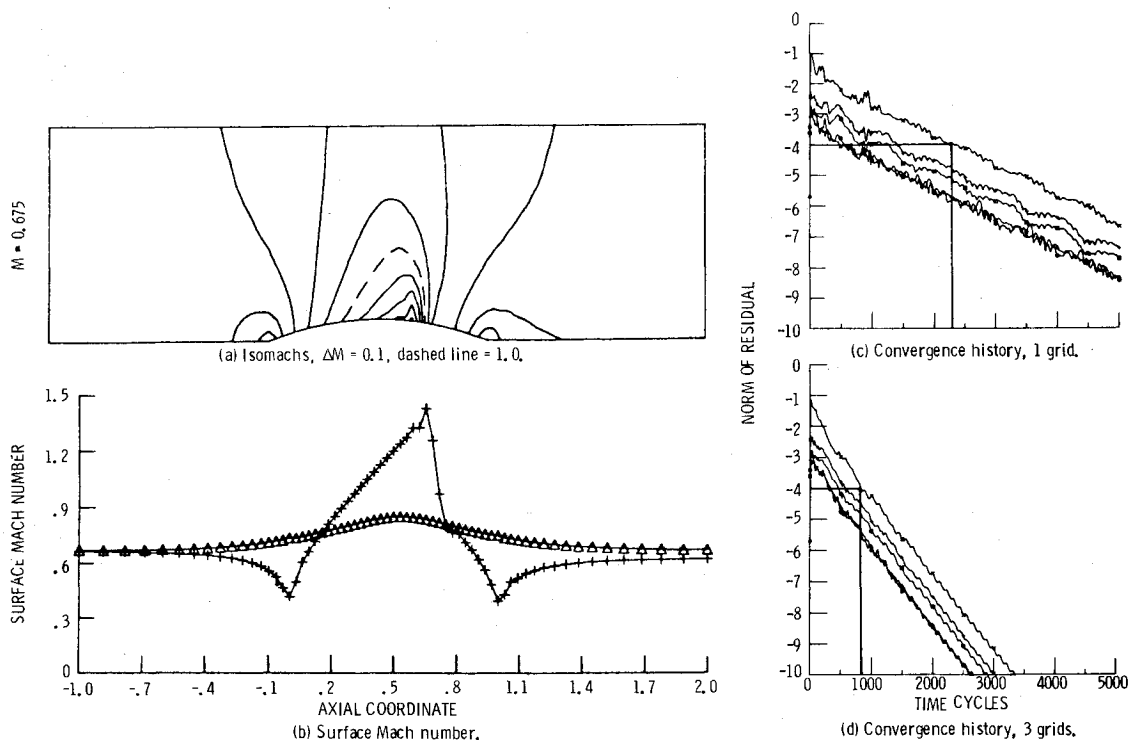 M = 0.675
(a) Isomachs, ΔM = 0.1, dashed line = 1.0.
SURFACE MACH NUMBER
1.5
1.2
.9
.6
.3
0
-1.0 -.7 -.4 -.1 .2 .5 .8 1.1 1.4 1.7 2.0
AXIAL COORDINATE
(b) Surface Mach number.
NORM OF RESIDUAL
0
-1
-2
-3
-4
-5
-6
-7
-8
-9
-10
(c) Convergence history, 1 grid.
0
-1
-2
-3
-4
-5
-6
-7
-8
-9
-10
0 1000 2000 3000 4000 5000
TIME CYCLES
(d) Convergence history, 3 grids.